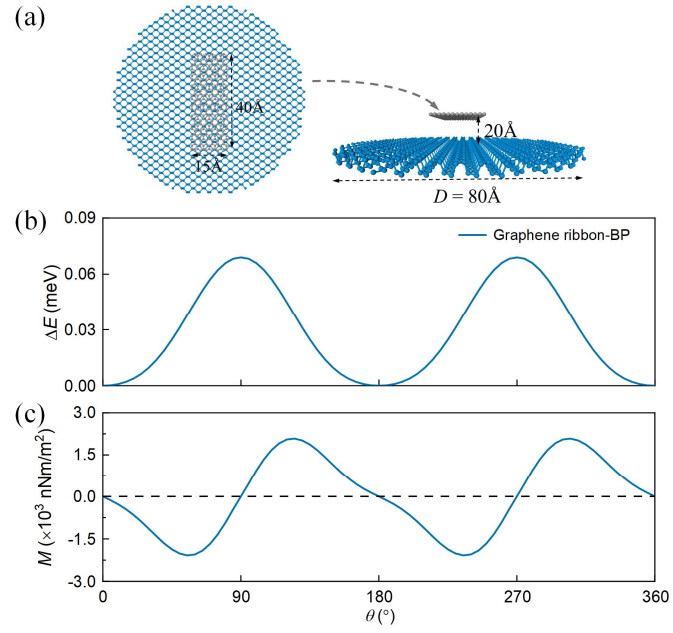 (a)
40Å
15Å
20Å
D = 80Å
(b)
0.09
0.06
0.03
0.00
ΔE (meV)
Graphene ribbon-BP
(c)
3.0
1.5
0.0
-1.5
-3.0
M (×10³ nNm/m²)
0 90 180 270 360
θ (°)